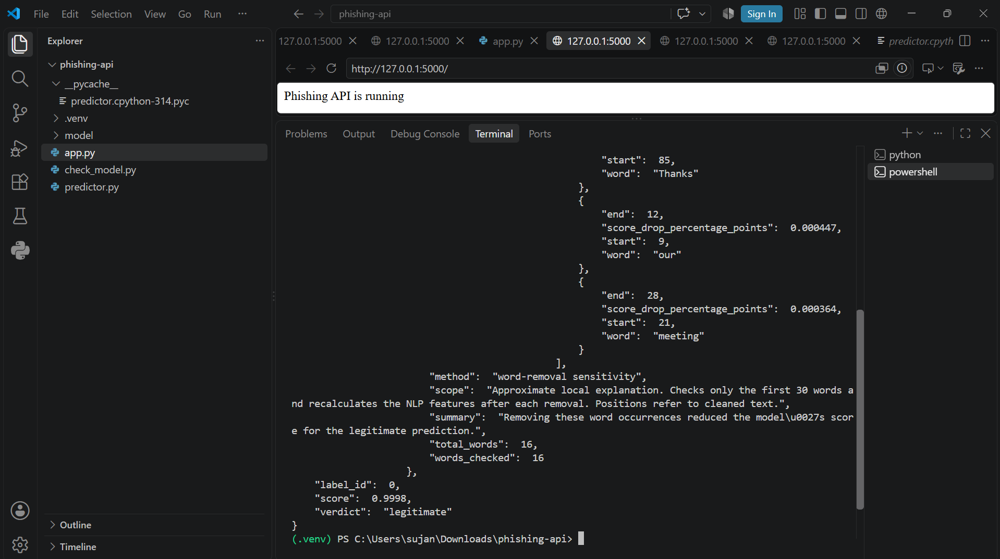 File Edit Selection View Go Run ···
phishing-api
Sign In
Explorer
phishing-api
__pycache__
predictor.cpython-314.pyc
.venv
model
app.py
check_model.py
predictor.py
Outline
Timeline
127.0.0.1:5000 127.0.0.1:5000 app.py 127.0.0.1:5000 127.0.0.1:5000 127.0.0.1:5000 predictor.cpyth
http://127.0.0.1:5000/
Phishing API is running
Problems Output Debug Console Terminal Ports
python
powershell
"start":  85,
"word":  "Thanks"
},
{
"end":  12,
"score_drop_percentage_points":  0.000447,
"start":  9,
"word":  "our"
},
{
"end":  28,
"score_drop_percentage_points":  0.000364,
"start":  21,
"word":  "meeting"
}
],
"method":  "word-removal sensitivity",
"scope":  "Approximate local explanation. Checks only the first 30 words a
nd recalculates the NLP features after each removal. Positions refer to cleaned text.",
"summary":  "Removing these word occurrences reduced the model\u0027s scor
e for the legitimate prediction.",
"total_words":  16,
"words_checked":  16
},
"label_id":  0,
"score":  0.9998,
"verdict":  "legitimate"
}
(.venv) PS C:\Users\sujan\Downloads\phishing-api>